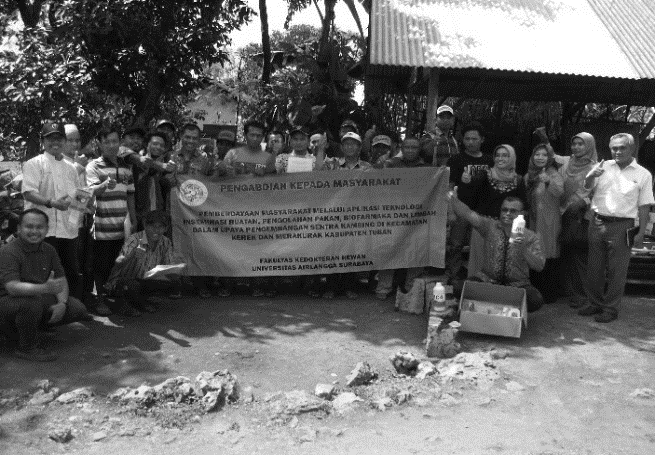 PENGABDIAN KEPADA MASYARAKAT
PEMBERDAYAAN MASYARAKAT MELALUI APLIKASI TEKNOLOGI
INSEMINASI BUATAN, PENGOLAHAN PAKAN, BIOFARMAKA DAN LIMBAH
DALAM UPAYA PENGEMBANGAN SENTRA KAMBING DI KECAMATAN
KEREK DAN MERAKURAK KABUPATEN TUBAN
FAKULTAS KEDOKTERAN HEWAN
UNIVERSITAS AIRLANGGA SURABAYA